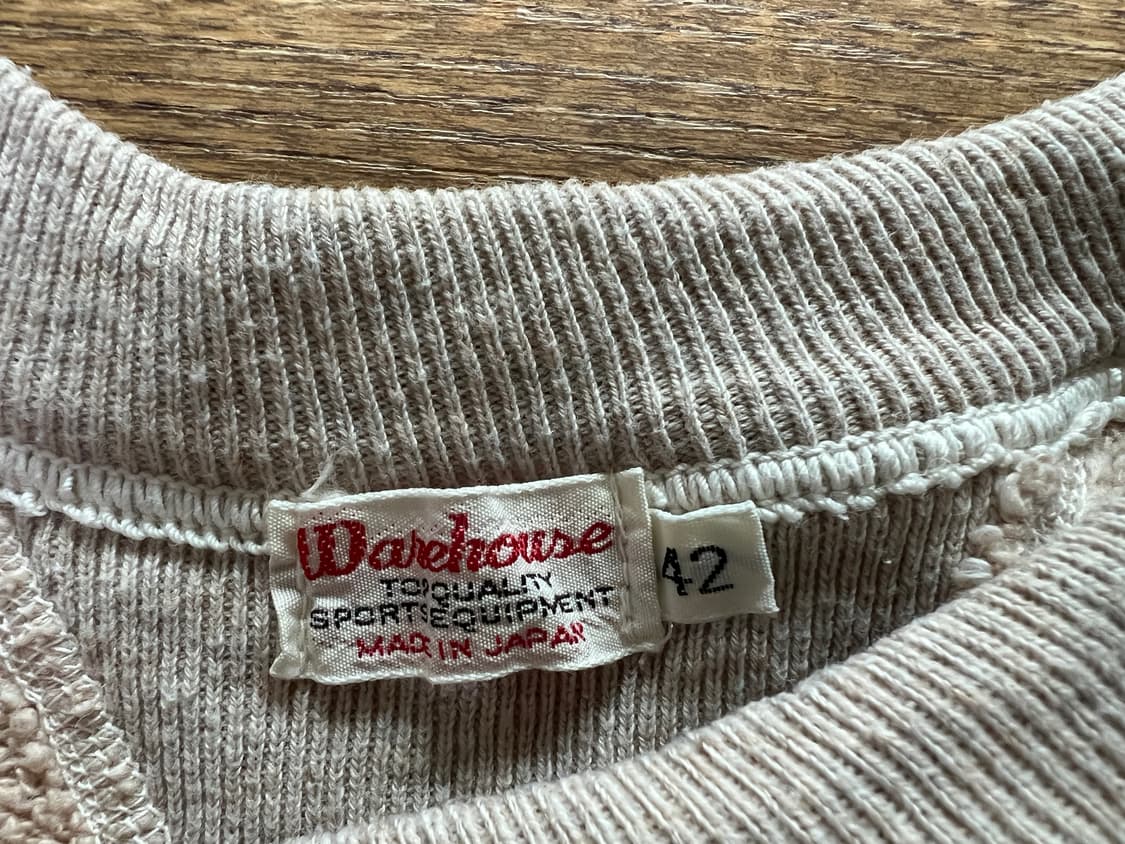 Warehouse
TOP QUALITY
SPORTS EQUIPMENT
MADE IN JAPAN
42